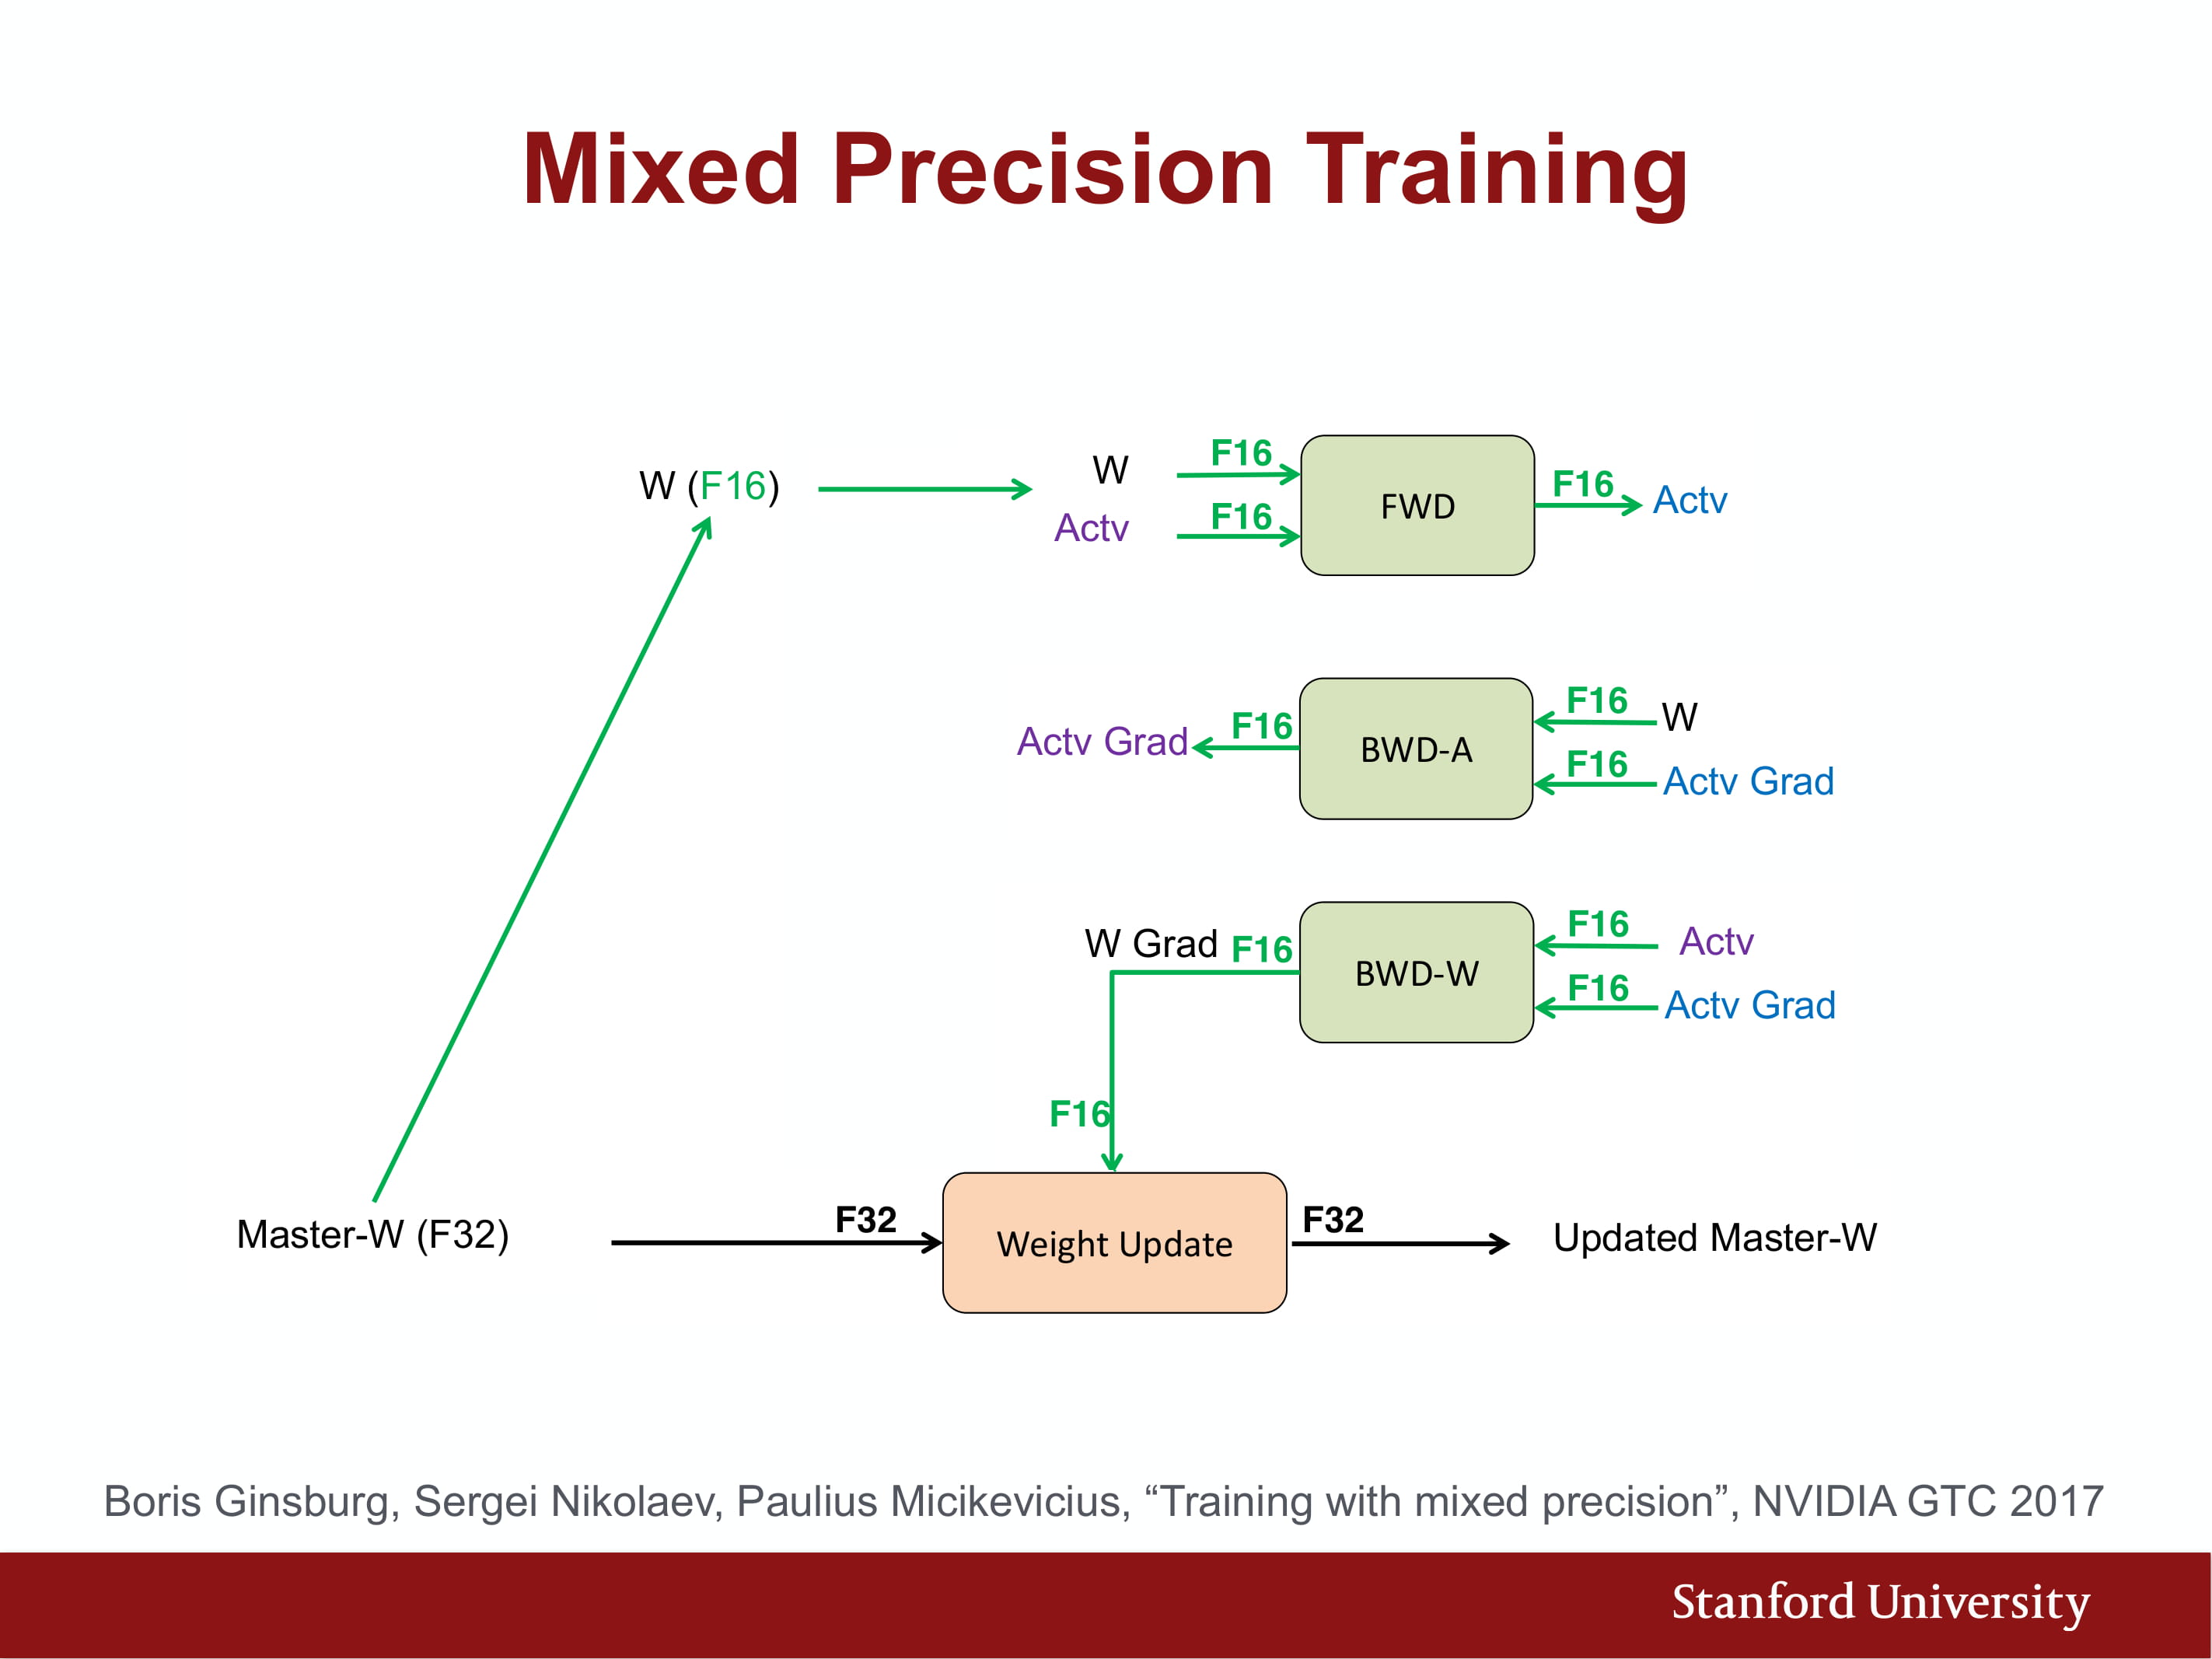 Mixed Precision Training
W (F16)
W
F16
Actv
F16
FWD
F16
Actv
Actv Grad
F16
BWD-A
F16
W
F16
Actv Grad
W Grad
F16
BWD-W
F16
Actv
F16
Actv Grad
F16
Master-W (F32)
F32
Weight Update
F32
Updated Master-W
Boris Ginsburg, Sergei Nikolaev, Paulius Micikevicius, “Training with mixed precision”, NVIDIA GTC 2017
Stanford University